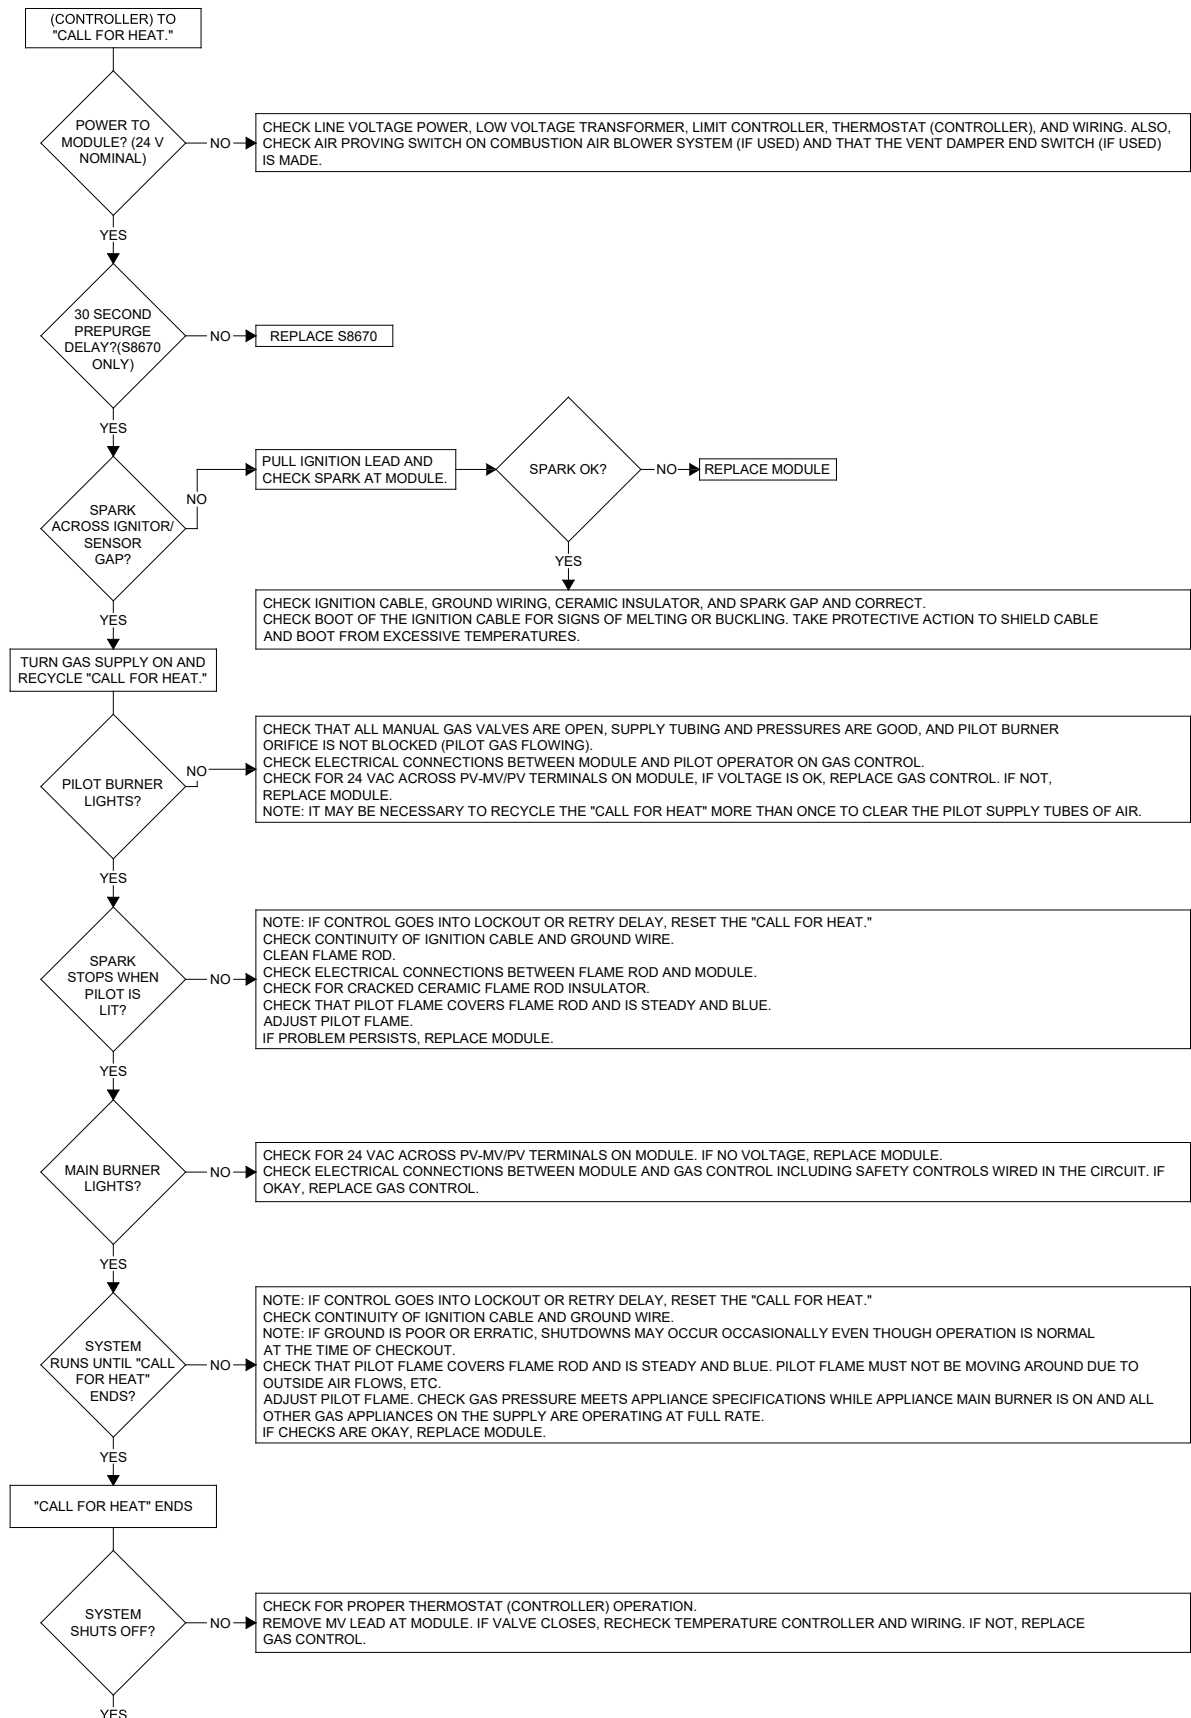 (CONTROLLER) TO
"CALL FOR HEAT."
POWER TO
MODULE? (24 V
NOMINAL)
NO
CHECK LINE VOLTAGE POWER, LOW VOLTAGE TRANSFORMER, LIMIT CONTROLLER, THERMOSTAT (CONTROLLER), AND WIRING. ALSO,
CHECK AIR PROVING SWITCH ON COMBUSTION AIR BLOWER SYSTEM (IF USED) AND THAT THE VENT DAMPER END SWITCH (IF USED)
IS MADE.
YES
30 SECOND
PREPURGE
DELAY?(S8670
ONLY)
NO
REPLACE S8670
YES
SPARK
ACROSS IGNITOR/
SENSOR
GAP?
NO
PULL IGNITION LEAD AND
CHECK SPARK AT MODULE.
SPARK OK?
NO
REPLACE MODULE
YES
CHECK IGNITION CABLE, GROUND WIRING, CERAMIC INSULATOR, AND SPARK GAP AND CORRECT.
CHECK BOOT OF THE IGNITION CABLE FOR SIGNS OF MELTING OR BUCKLING. TAKE PROTECTIVE ACTION TO SHIELD CABLE
AND BOOT FROM EXCESSIVE TEMPERATURES.
YES
TURN GAS SUPPLY ON AND
RECYCLE "CALL FOR HEAT."
PILOT BURNER
LIGHTS?
NO
CHECK THAT ALL MANUAL GAS VALVES ARE OPEN, SUPPLY TUBING AND PRESSURES ARE GOOD, AND PILOT BURNER
ORIFICE IS NOT BLOCKED (PILOT GAS FLOWING).
CHECK ELECTRICAL CONNECTIONS BETWEEN MODULE AND PILOT OPERATOR ON GAS CONTROL.
CHECK FOR 24 VAC ACROSS PV-MV/PV TERMINALS ON MODULE, IF VOLTAGE IS OK, REPLACE GAS CONTROL. IF NOT,
REPLACE MODULE.
NOTE: IT MAY BE NECESSARY TO RECYCLE THE "CALL FOR HEAT" MORE THAN ONCE TO CLEAR THE PILOT SUPPLY TUBES OF AIR.
YES
SPARK
STOPS WHEN
PILOT IS
LIT?
NO
NOTE: IF CONTROL GOES INTO LOCKOUT OR RETRY DELAY, RESET THE "CALL FOR HEAT."
CHECK CONTINUITY OF IGNITION CABLE AND GROUND WIRE.
CLEAN FLAME ROD.
CHECK ELECTRICAL CONNECTIONS BETWEEN FLAME ROD AND MODULE.
CHECK FOR CRACKED CERAMIC FLAME ROD INSULATOR.
CHECK THAT PILOT FLAME COVERS FLAME ROD AND IS STEADY AND BLUE.
ADJUST PILOT FLAME.
IF PROBLEM PERSISTS, REPLACE MODULE.
YES
MAIN BURNER
LIGHTS?
NO
CHECK FOR 24 VAC ACROSS PV-MV/PV TERMINALS ON MODULE. IF NO VOLTAGE, REPLACE MODULE.
CHECK ELECTRICAL CONNECTIONS BETWEEN MODULE AND GAS CONTROL INCLUDING SAFETY CONTROLS WIRED IN THE CIRCUIT. IF
OKAY, REPLACE GAS CONTROL.
YES
SYSTEM
RUNS UNTIL "CALL
FOR HEAT"
ENDS?
NO
NOTE: IF CONTROL GOES INTO LOCKOUT OR RETRY DELAY, RESET THE "CALL FOR HEAT."
CHECK CONTINUITY OF IGNITION CABLE AND GROUND WIRE.
NOTE: IF GROUND IS POOR OR ERRATIC, SHUTDOWNS MAY OCCUR OCCASIONALLY EVEN THOUGH OPERATION IS NORMAL
AT THE TIME OF CHECKOUT.
CHECK THAT PILOT FLAME COVERS FLAME ROD AND IS STEADY AND BLUE. PILOT FLAME MUST NOT BE MOVING AROUND DUE TO
OUTSIDE AIR FLOWS, ETC.
ADJUST PILOT FLAME. CHECK GAS PRESSURE MEETS APPLIANCE SPECIFICATIONS WHILE APPLIANCE MAIN BURNER IS ON AND ALL
OTHER GAS APPLIANCES ON THE SUPPLY ARE OPERATING AT FULL RATE.
IF CHECKS ARE OKAY, REPLACE MODULE.
YES
"CALL FOR HEAT" ENDS
SYSTEM
SHUTS OFF?
NO
CHECK FOR PROPER THERMOSTAT (CONTROLLER) OPERATION.
REMOVE MV LEAD AT MODULE. IF VALVE CLOSES, RECHECK TEMPERATURE CONTROLLER AND WIRING. IF NOT, REPLACE
GAS CONTROL.
YES